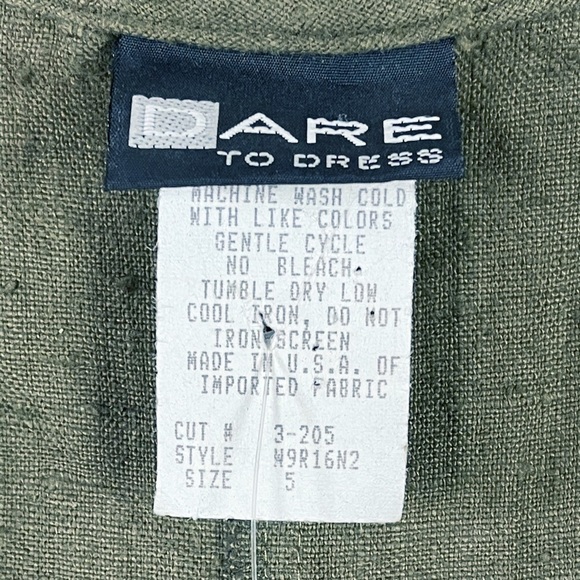 DARE
TO DRESS
MACHINE WASH COLD
WITH LIKE COLORS
GENTLE CYCLE
NO BLEACH
TUMBLE DRY LOW
COOL IRON, DO NOT
IRON SCREEN
MADE IN U.S.A. OF
IMPORTED FABRIC
CUT # 3-205
STYLE W9R16N2
SIZE 5